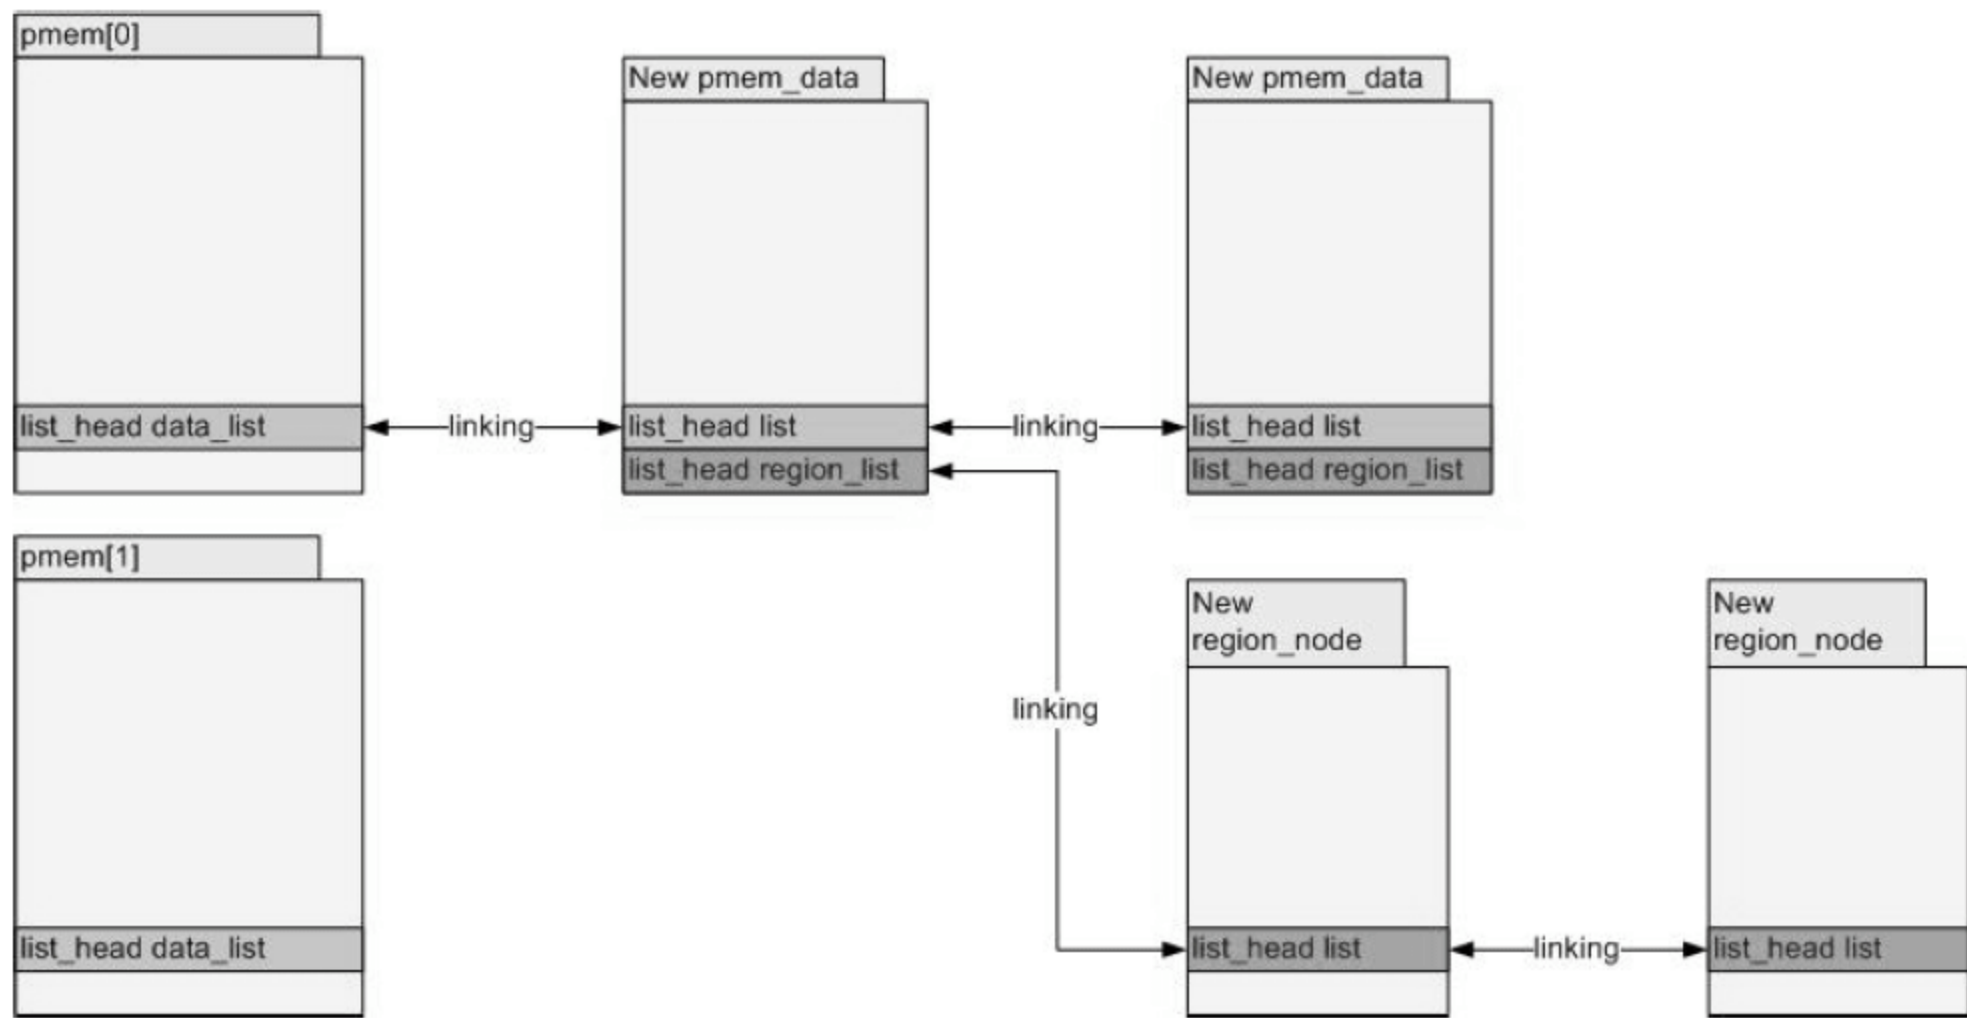 pmem[0]
New pmem_data
New pmem_data
list_head data_list
linking
list_head list
linking
list_head list
list_head region_list
list_head region_list
pmem[1]
New
region_node
New
region_node
linking
list_head data_list
list_head list
linking
list_head list